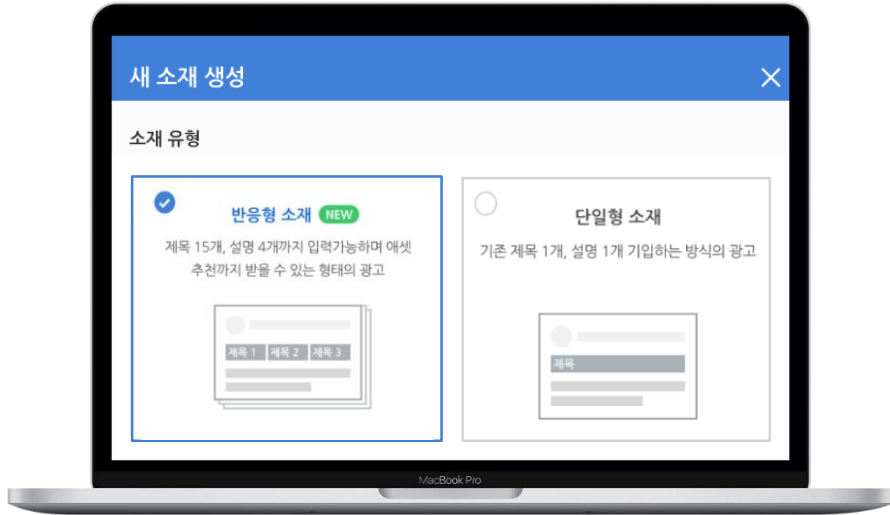 새 소재 생성
소재 유형
반응형 소재 NEW
제목 15개, 설명 4개까지 입력가능하며 애셋
추천까지 받을 수 있는 형태의 광고
제목 1 제목 2 제목 3
단일형 소재
기존 제목 1개, 설명 1개 기입하는 방식의 광고
제목
MacBook Pro